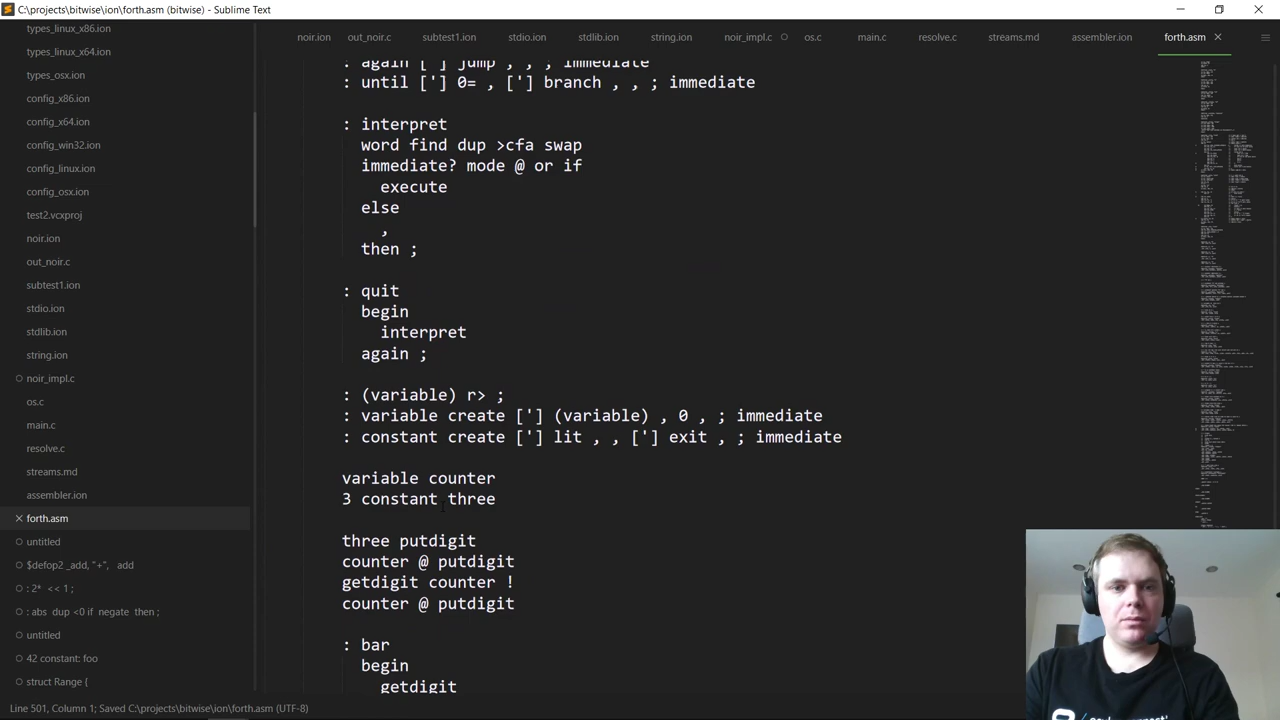 C:\projects\bitwise\ion\forth.asm (bitwise) - Sublime Text
types_linux_x86.ion
types_linux_x64.ion
types_osx.ion
config_x86.ion
config_x64.ion
config_win32.ion
config_linux.ion
config_osx.ion
test2.vcxproj
noir.ion
out_noir.c
subtest1.ion
stdio.ion
stdlib.ion
string.ion
noir_impl.c
os.c
main.c
resolve.c
streams.md
assembler.ion
forth.asm
untitled
$defop2 _add, "+", add
: 2* << 1 ;
: abs dup <0 if negate then ;
untitled
42 constant: foo
struct Range {
noir.ion
out_noir.c
subtest1.ion
stdio.ion
stdlib.ion
string.ion
noir_impl.c
os.c
main.c
resolve.c
streams.md
assembler.ion
forth.asm
: again ['] jump , , ; immediate
: until ['] 0= , ['] branch , , ; immediate
: interpret
word find dup >cfa swap
immediate? mode @ or if
execute
else
,
then ;
: quit
begin
interpret
again ;
: (variable) r> ;
: variable create ['] (variable) , 0 , ; immediate
: constant create ['] lit , , ['] exit , ; immediate
variable counter
3 constant three
three putdigit
counter @ putdigit
getdigit counter !
counter @ putdigit
: bar
begin
getdigit
Line 501, Column 1; Saved C:\projects\bitwise\ion\forth.asm (UTF-8)